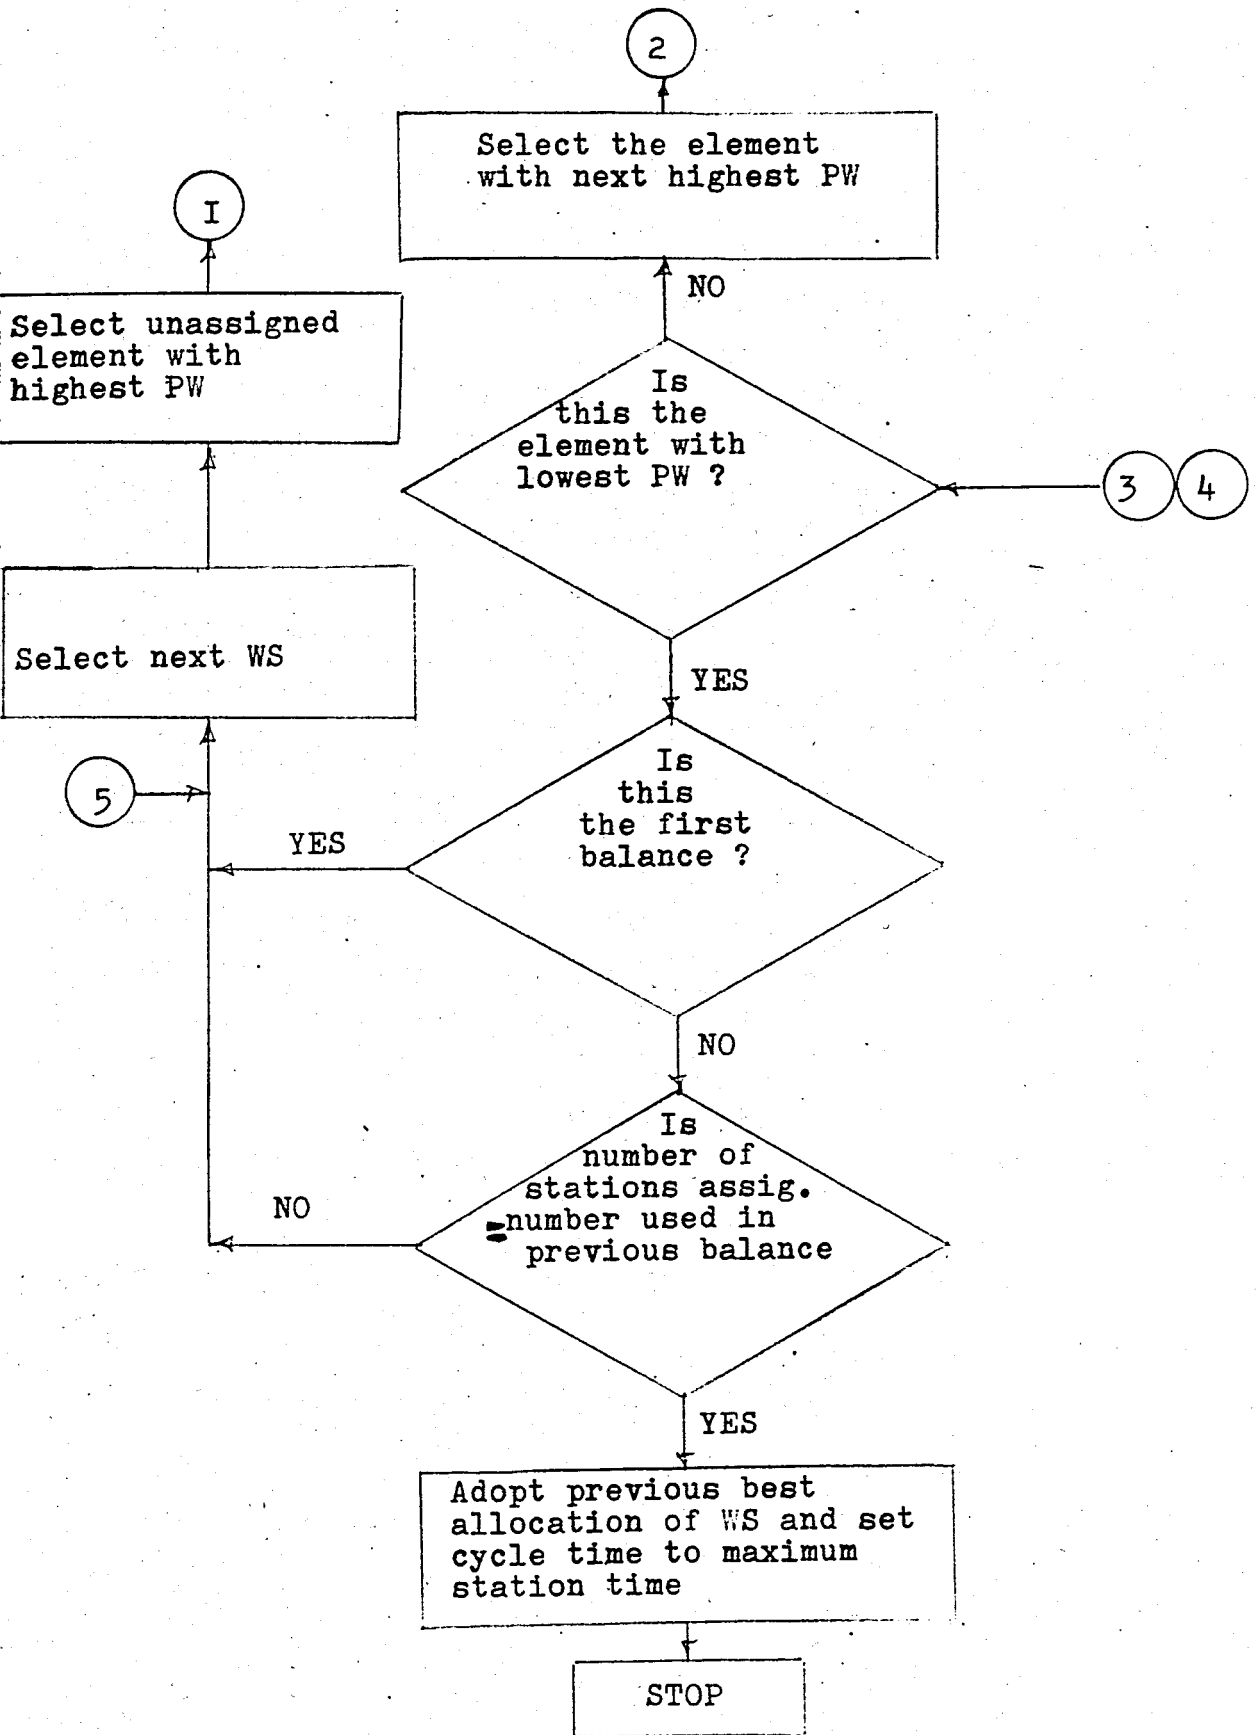 2
Select the element
with next highest PW
I
NO
Select unassigned
element with
highest PW
Is
this the
element with
lowest PW ?
3 4
Select next WS
YES
5
Is
this
the first
balance ?
YES
NO
Is
number of
stations assig.
=number used in
previous balance
NO
YES
Adopt previous best
allocation of WS and set
cycle time to maximum
station time
STOP